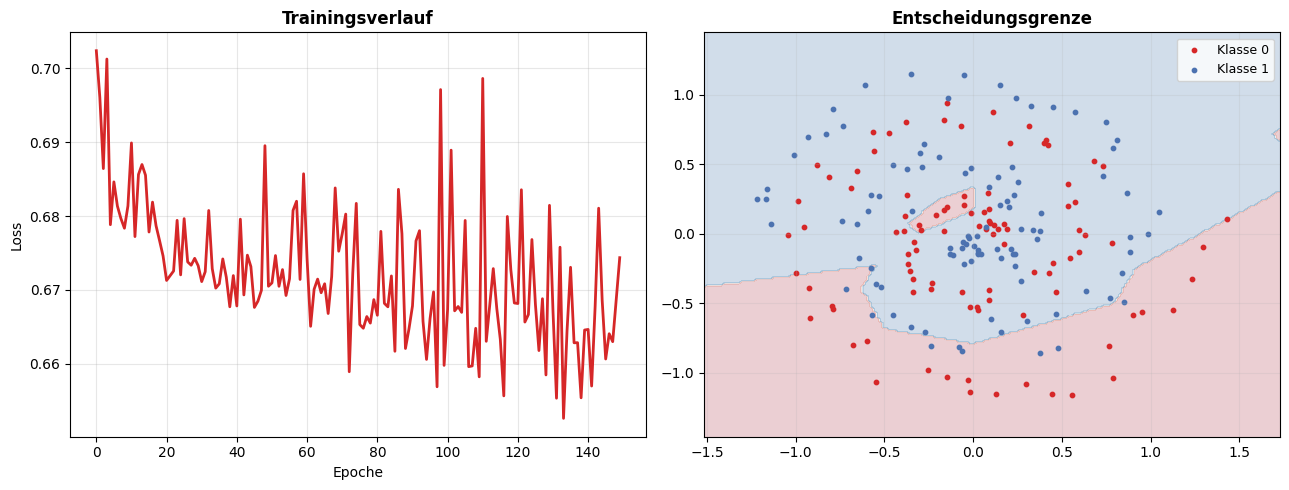 Trainingsverlauf
Loss
0.70
0.69
0.68
0.67
0.66
0 20 40 60 80 100 120 140
Epoche
Entscheidungsgrenze
Klasse 0
Klasse 1
1.0
0.5
0.0
−0.5
−1.0
−1.5 −1.0 −0.5 0.0 0.5 1.0 1.5